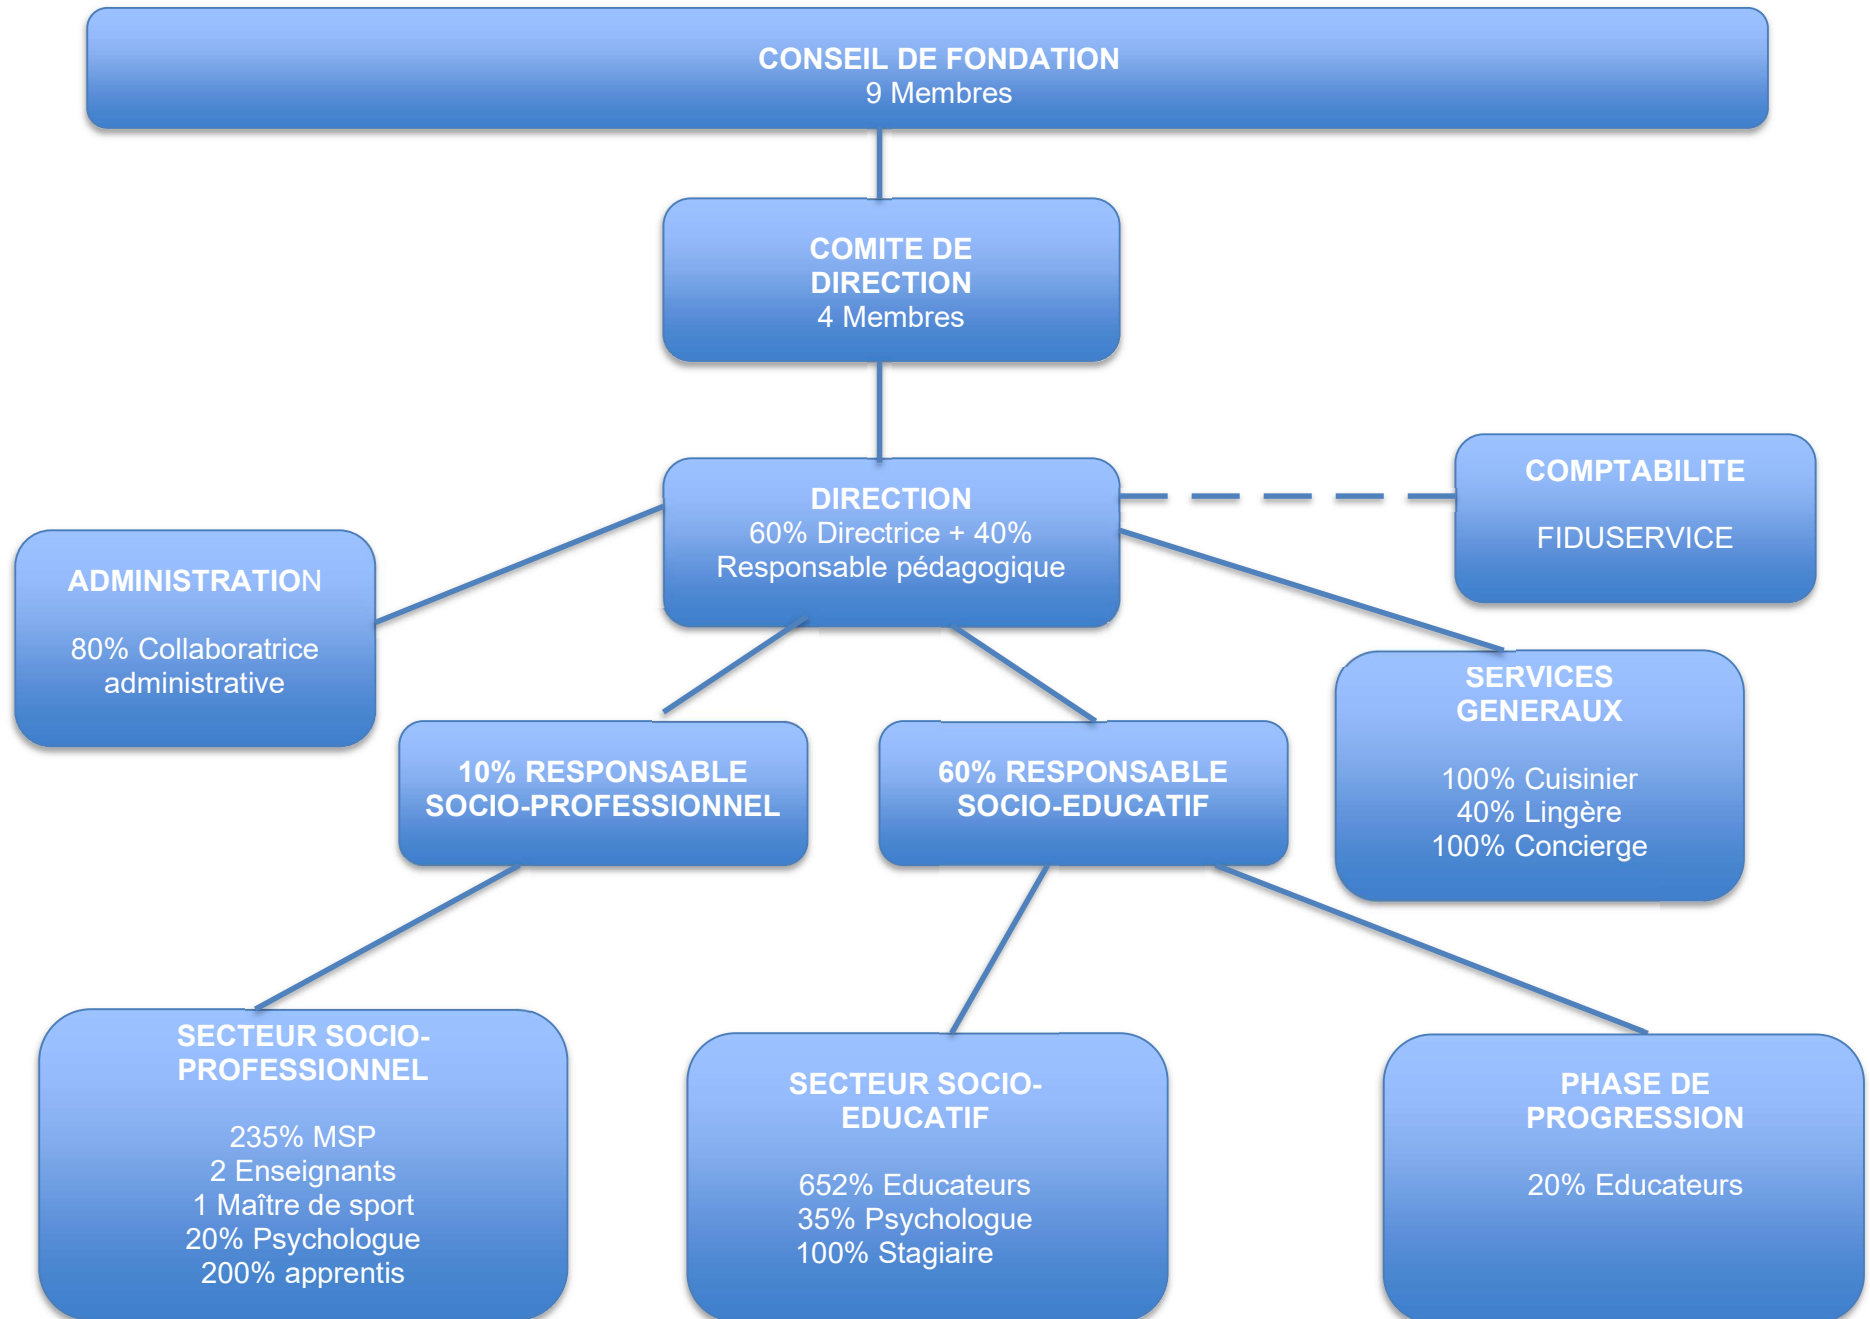 CONSEIL DE FONDATION
9 Membres
COMITE DE
DIRECTION
4 Membres
DIRECTION
60% Directrice + 40%
Responsable pédagogique
COMPTABILITE
FIDUSERVICE
ADMINISTRATION
80% Collaboratrice
administrative
SERVICES
GENERAUX
100% Cuisinier
40% Lingère
100% Concierge
10% RESPONSABLE
SOCIO-PROFESSIONNEL
60% RESPONSABLE
SOCIO-EDUCATIF
SECTEUR SOCIO-
PROFESSIONNEL
235% MSP
2 Enseignants
1 Maître de sport
20% Psychologue
200% apprentis
SECTEUR SOCIO-
EDUCATIF
652% Educateurs
35% Psychologue
100% Stagiaire
PHASE DE
PROGRESSION
20% Educateurs